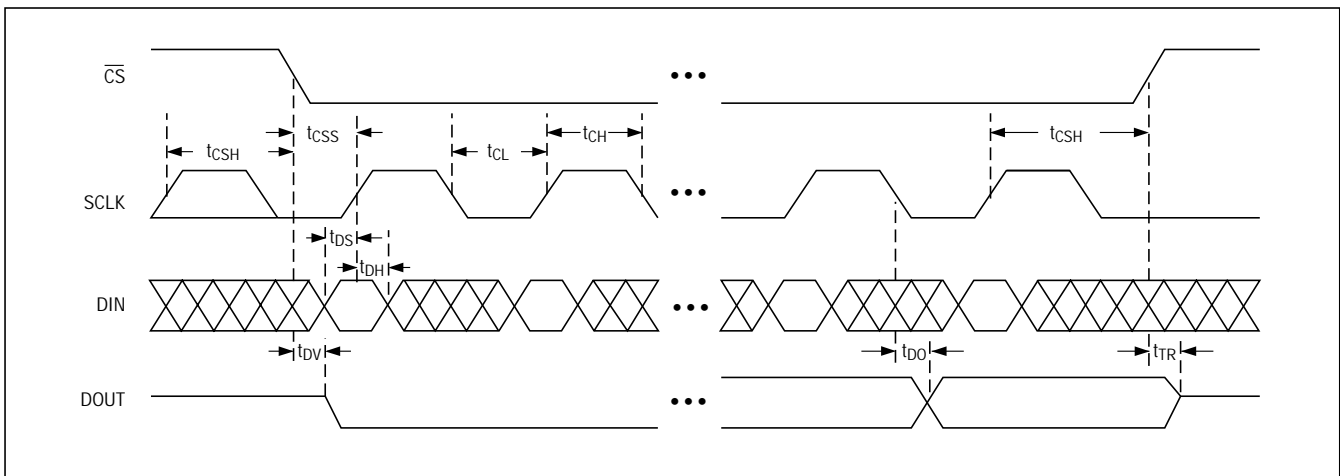 CS
tCSS
tCSH
tCL
tCH
tCSH
SCLK
tDS
tDH
DIN
tDV
tDO
tTR
DOUT